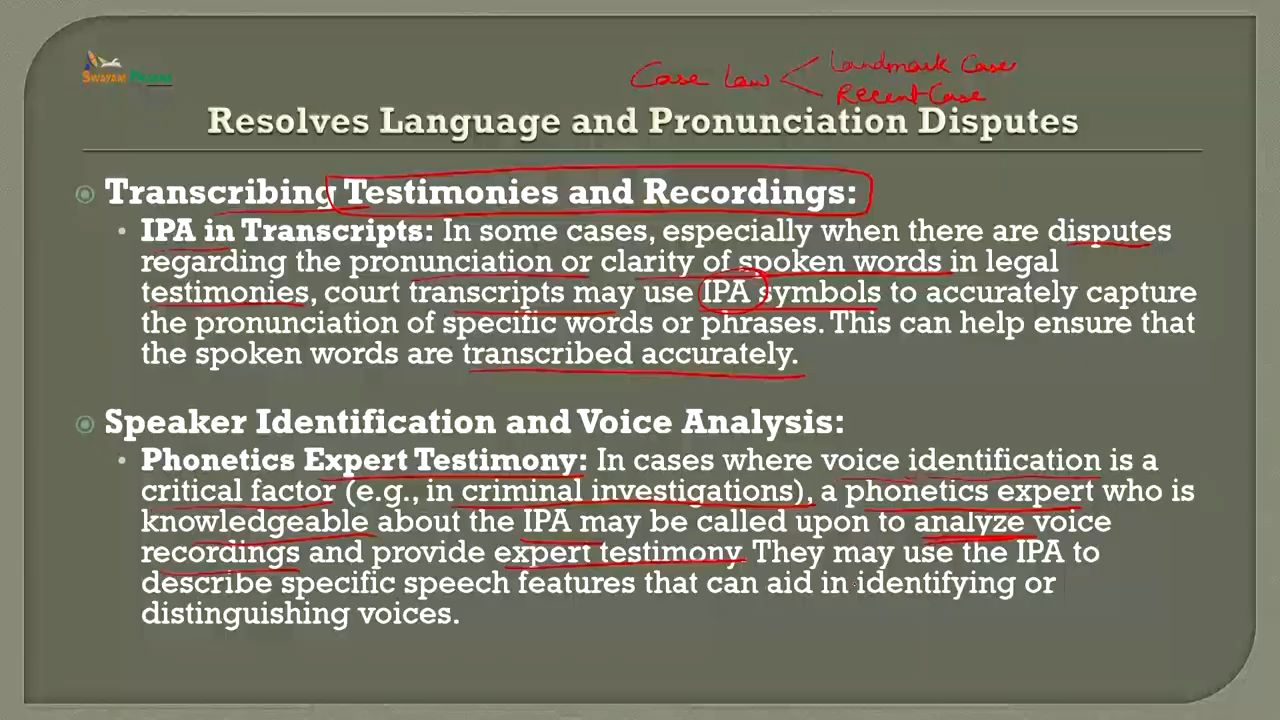 Swayam Prabha
Case Law < Landmark Case
Recent Case
Resolves Language and Pronunciation Disputes
Transcribing Testimonies and Recordings:
IPA in Transcripts: In some cases, especially when there are disputes
regarding the pronunciation or clarity of spoken words in legal
testimonies, court transcripts may use IPA symbols to accurately capture
the pronunciation of specific words or phrases. This can help ensure that
the spoken words are transcribed accurately.
Speaker Identification and Voice Analysis:
Phonetics Expert Testimony: In cases where voice identification is a
critical factor (e.g., in criminal investigations), a phonetics expert who is
knowledgeable about the IPA may be called upon to analyze voice
recordings and provide expert testimony. They may use the IPA to
describe specific speech features that can aid in identifying or
distinguishing voices.